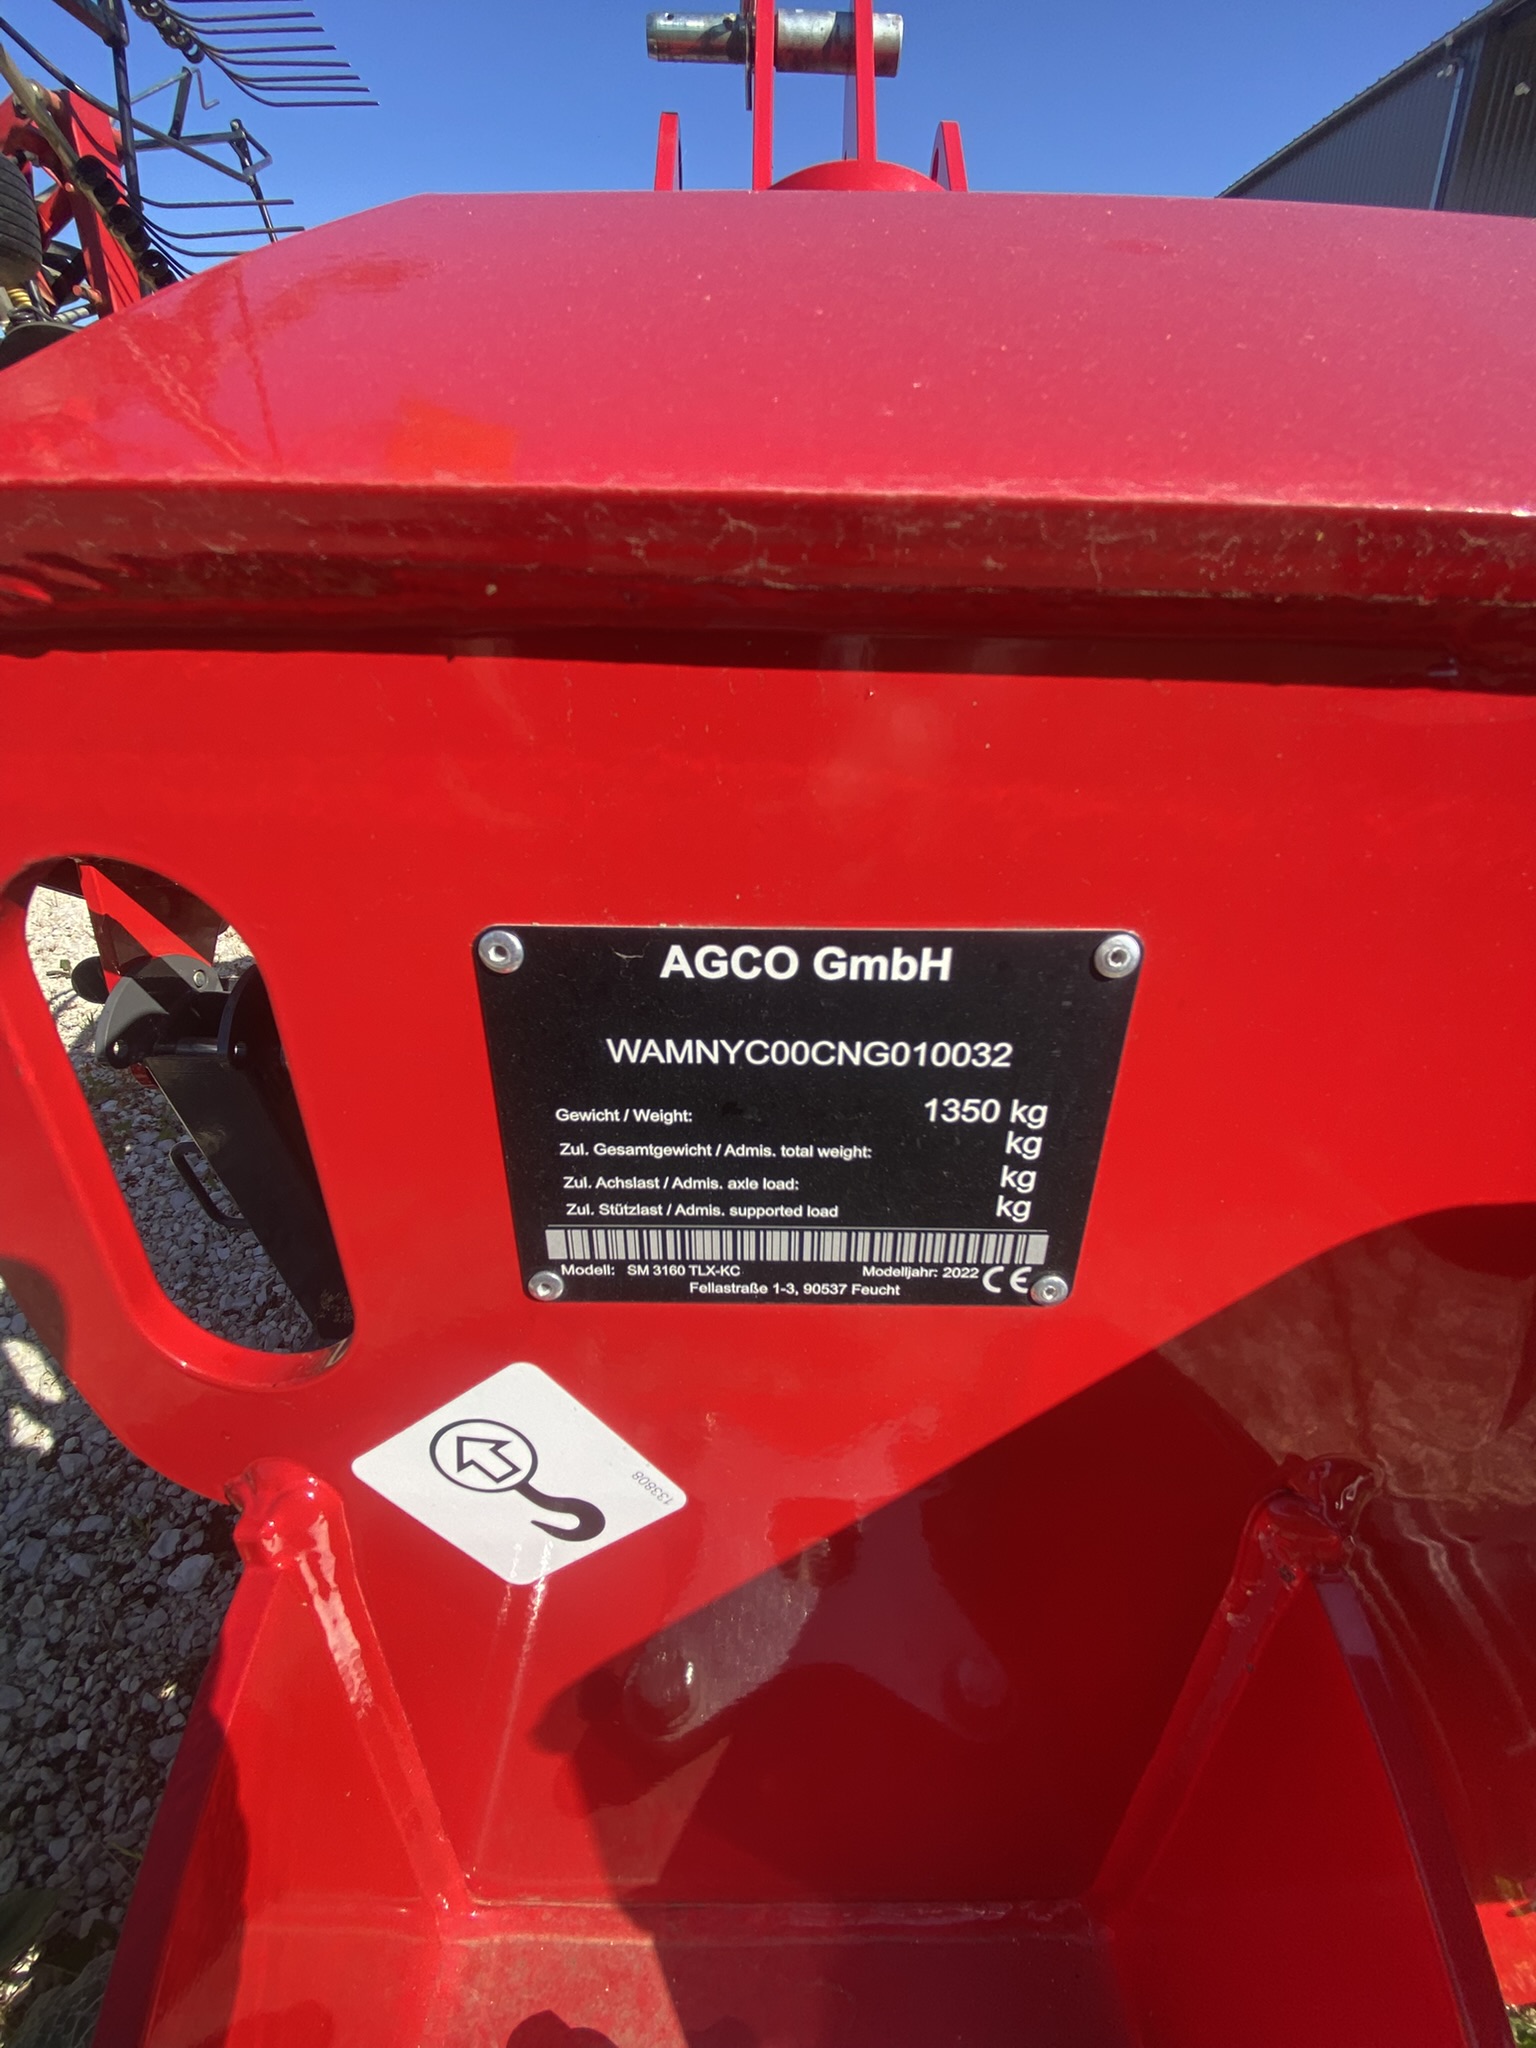 AGCO GmbH
WAMNYC00CNG010032
Gewicht / Weight: 1350 kg
Zul. Gesamtgewicht / Admis. total weight: kg
Zul. Achslast / Admis. axle load: kg
Zul. Stützlast / Admis. supported load kg
Modell: SM 3160 TLX-KC Modelljahr: 2022 CE
Fellastraße 1-3, 90537 Feucht
133808